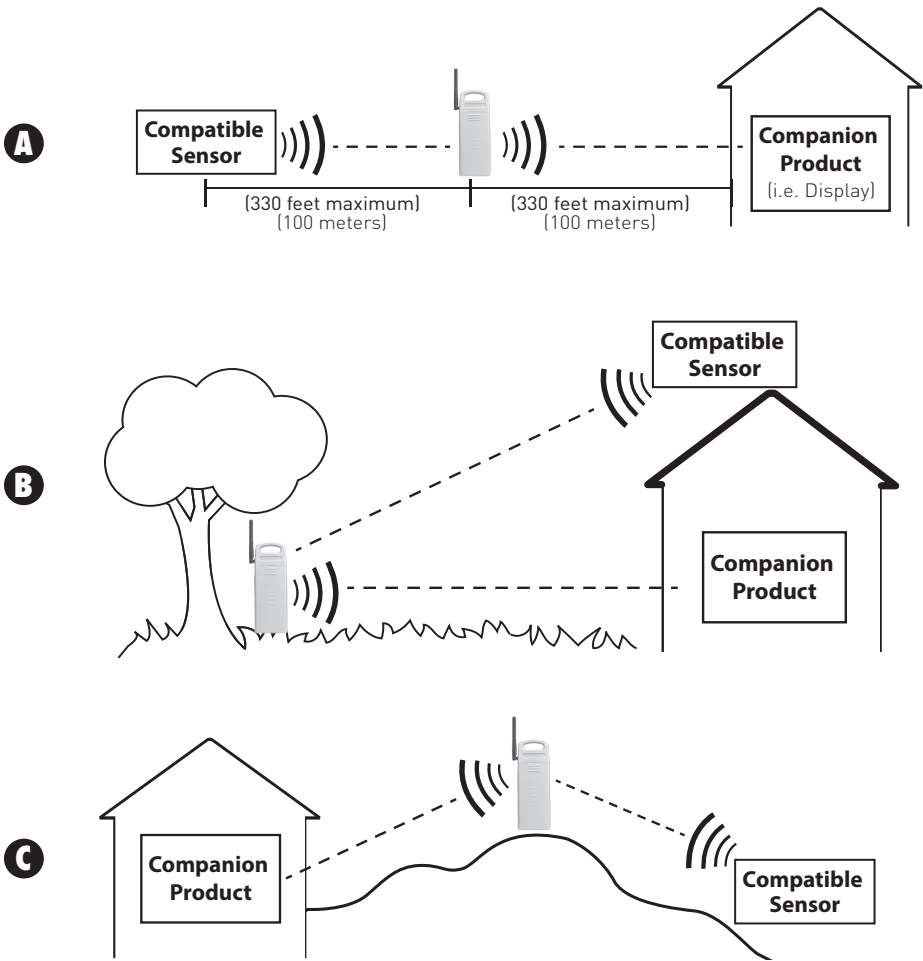 A
Compatible
Sensor
Companion
Product
(i.e. Display)
(330 feet maximum)
(100 meters)
(330 feet maximum)
(100 meters)
B
Compatible
Sensor
Companion
Product
C
Companion
Product
Compatible
Sensor